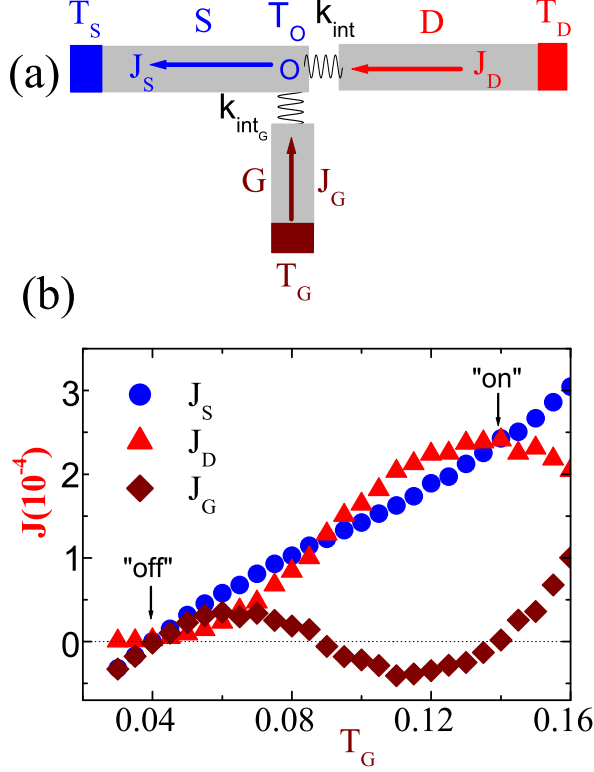 T_S S T_O k_int D T_D
(a) J_S O J_D
k_int_G
G J_G
T_G
(b)
3
2
1
0
J(10^-4)
J_S
J_D
J_G
"on"
"off"
0.04 0.08 0.12 0.16
T_G